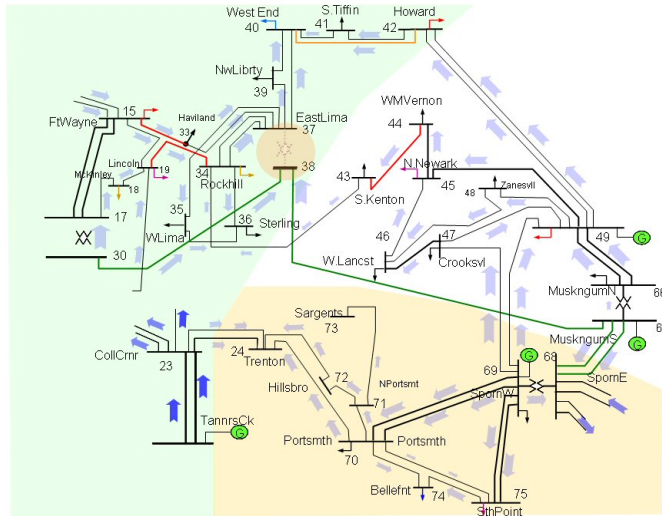 West End
40
41
S.Tiffin
42
Howard
NwLibrty
39
15
Haviland
33
EastLima
37
WMVernon
44
FtWayne
Lincoln
19
McKinley
18
34
Rockhill
38
43
S.Kenton
N.Newark
45
Zanesvll
48
17
35
WLima
36
Sterling
46
47
Crooksvl
49
G
30
W.Lancst
MuskngumN
66
MuskngumS
G
Sargents
73
CollCrnr
23
24
Trenton
72
Hillsbro
NPortsmt
71
69
G
68
SpornW
SpornE
TannrsCk
G
Portsmth
70
Portsmth
Bellefnt
74
75
SthPoint